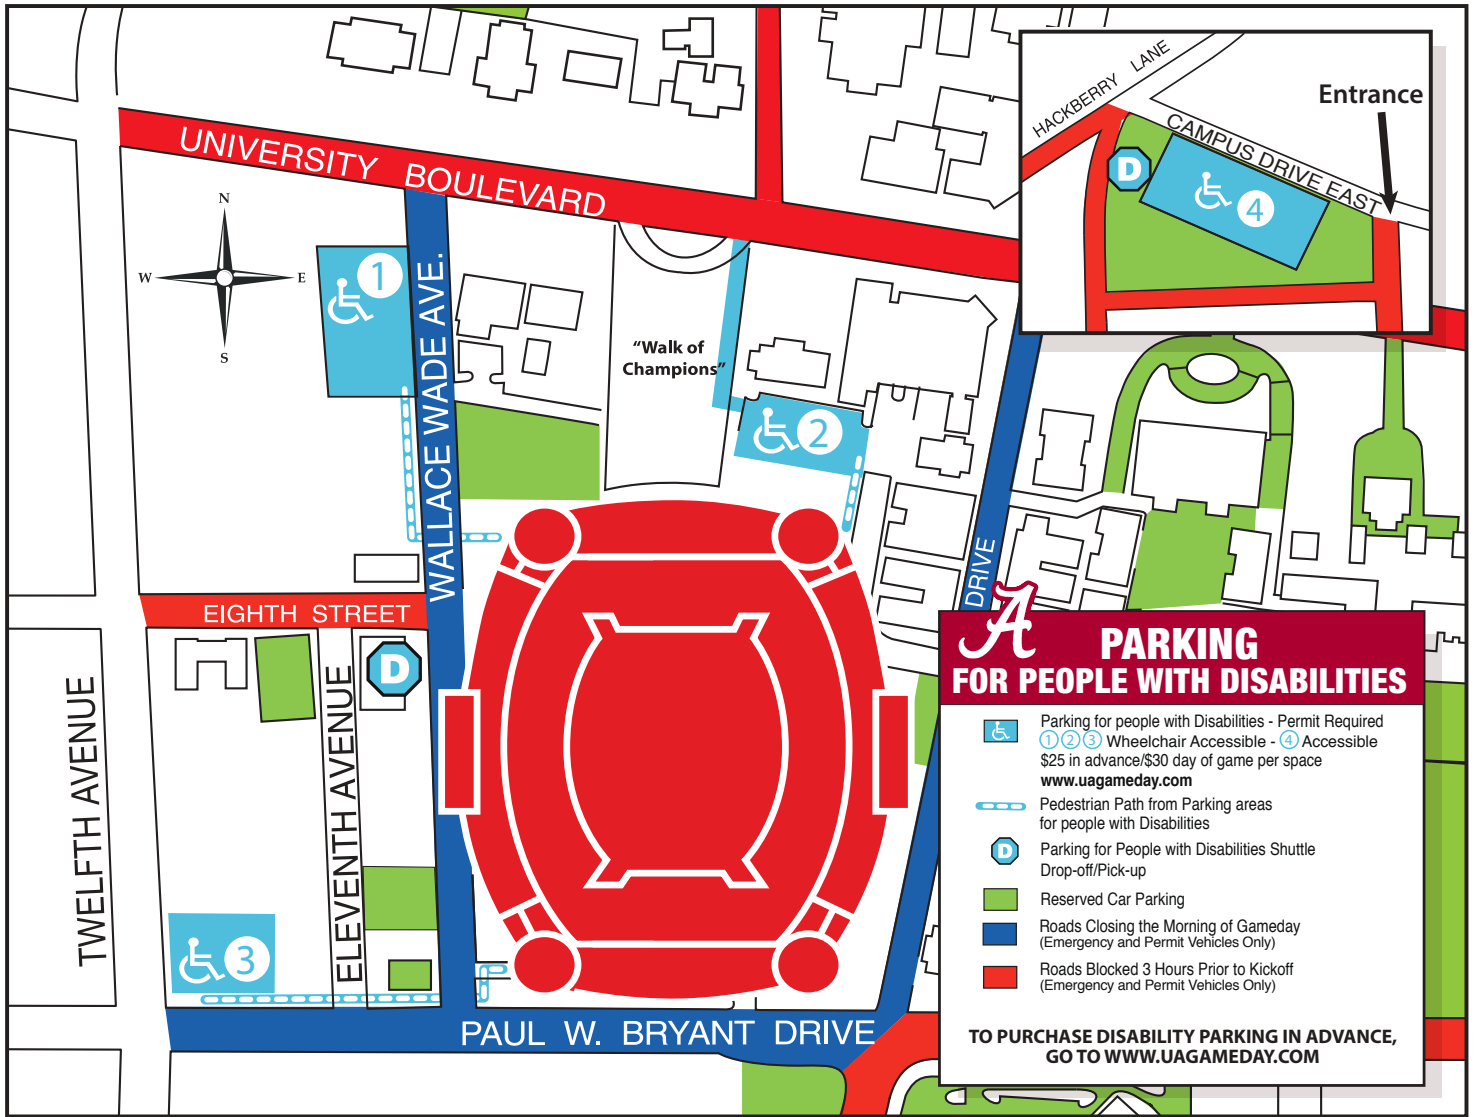 UNIVERSITY BOULEVARD
HACKBERRY LANE
Entrance
CAMPUS DRIVE EAST
D
4
N
W
E
S
1
WALLACE WADE AVE.
"Walk of
Champions"
2
DRIVE
EIGHTH STREET
D
TWELFTH AVENUE
ELEVENTH AVENUE
3
PAUL W. BRYANT DRIVE
A
PARKING
FOR PEOPLE WITH DISABILITIES
Parking for people with Disabilities - Permit Required
1 2 3 Wheelchair Accessible - 4 Accessible
$25 in advance/$30 day of game per space
www.uagameday.com
Pedestrian Path from Parking areas
for people with Disabilities
D
Parking for People with Disabilities Shuttle
Drop-off/Pick-up
Reserved Car Parking
Roads Closing the Morning of Gameday
(Emergency and Permit Vehicles Only)
Roads Blocked 3 Hours Prior to Kickoff
(Emergency and Permit Vehicles Only)
TO PURCHASE DISABILITY PARKING IN ADVANCE,
GO TO WWW.UAGAMEDAY.COM